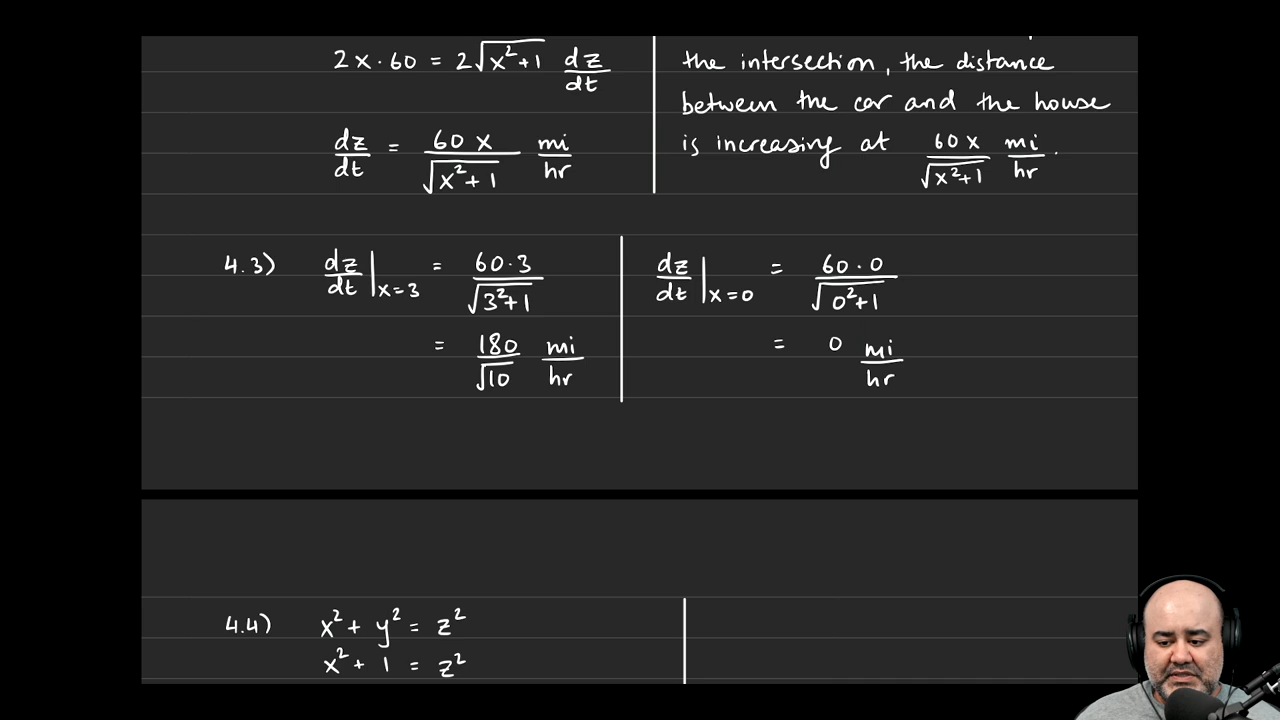 2x · 60 = 2√(x²+1) dz/dt
dz/dt = 60x/√(x²+1) mi/hr
the intersection, the distance
between the car and the house
is increasing at 60x/√(x²+1) mi/hr.
4.3) dz/dt|x=3 = 60·3/√(3²+1)
= 180/√10 mi/hr
dz/dt|x=0 = 60·0/√(0²+1)
= 0 mi/hr
4.4) x² + y² = z²
x² + 1 = z²